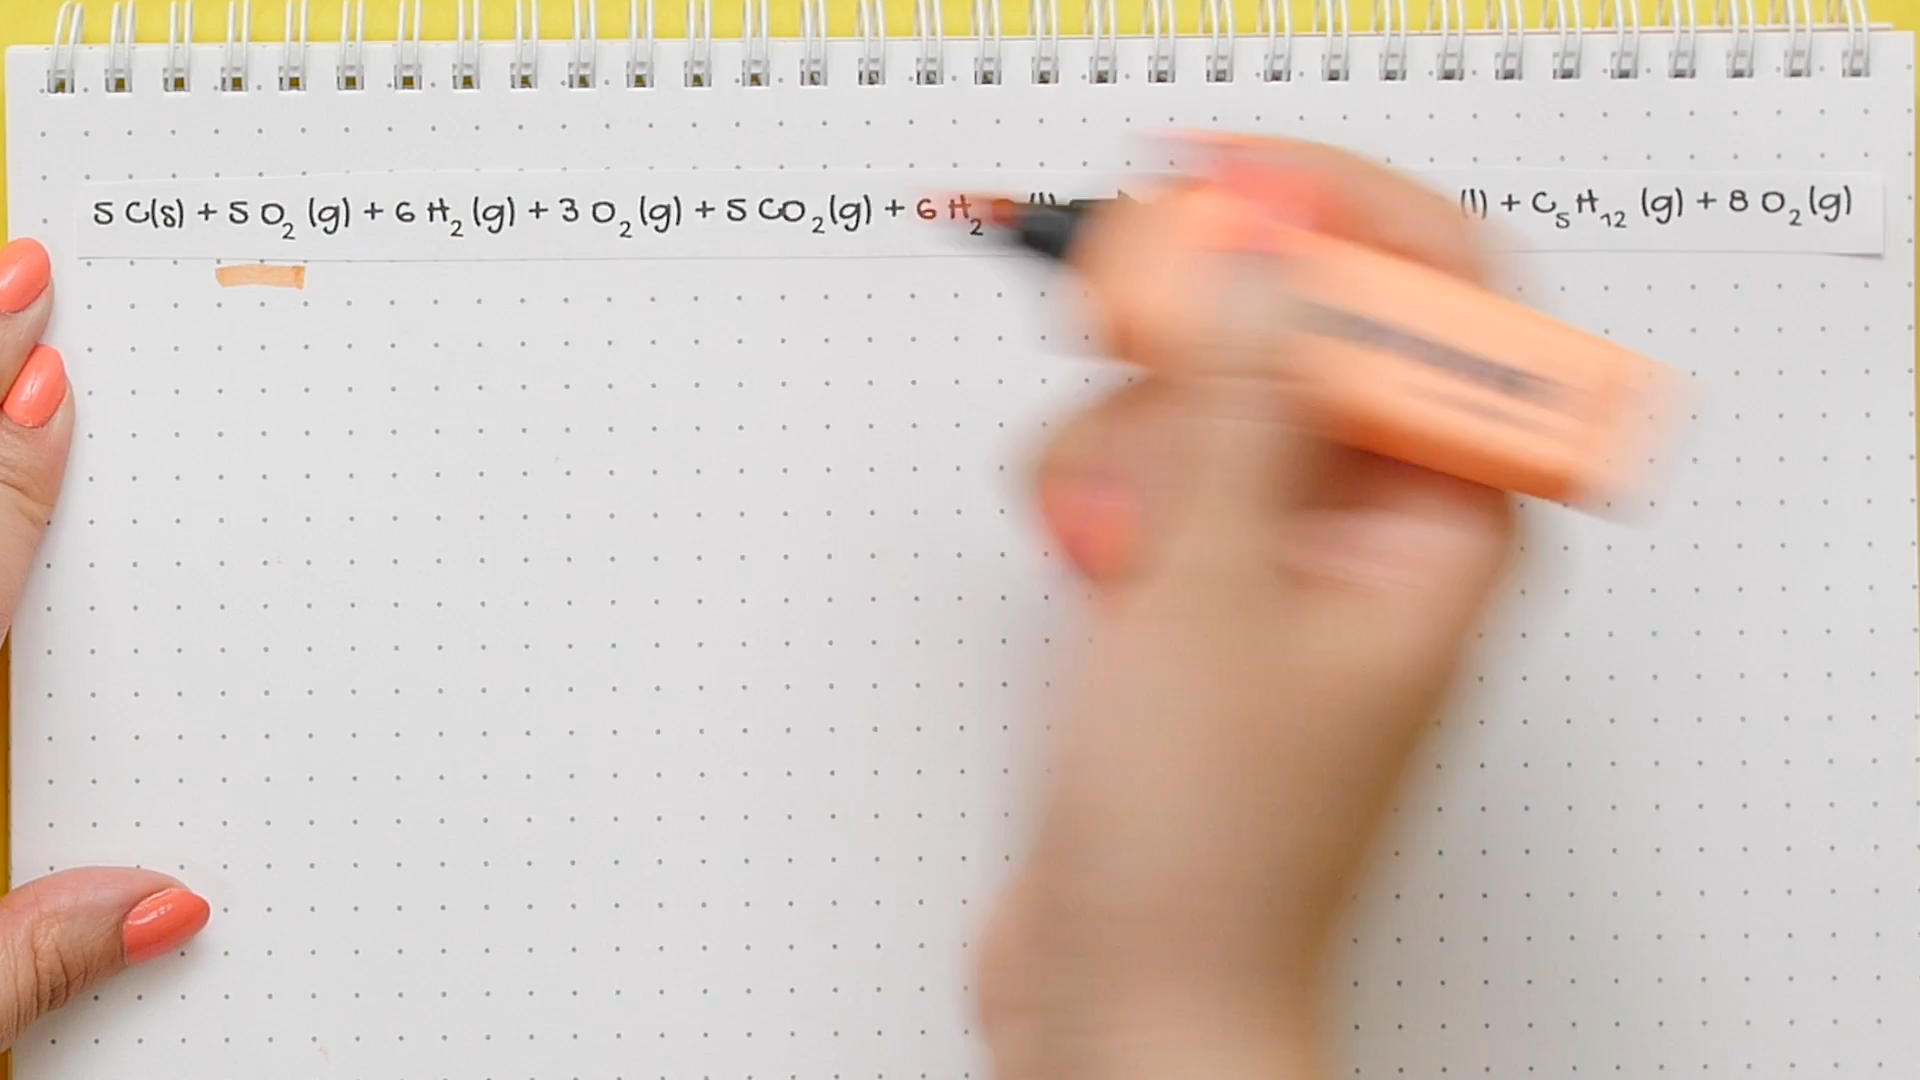 5 C(s) + 5 O₂ (g) + 6 H₂ (g) + 3 O₂ (g) + 5 CO₂ (g) + 6 H₂ (l) + C₅H₁₂ (g) + 8 O₂ (g)